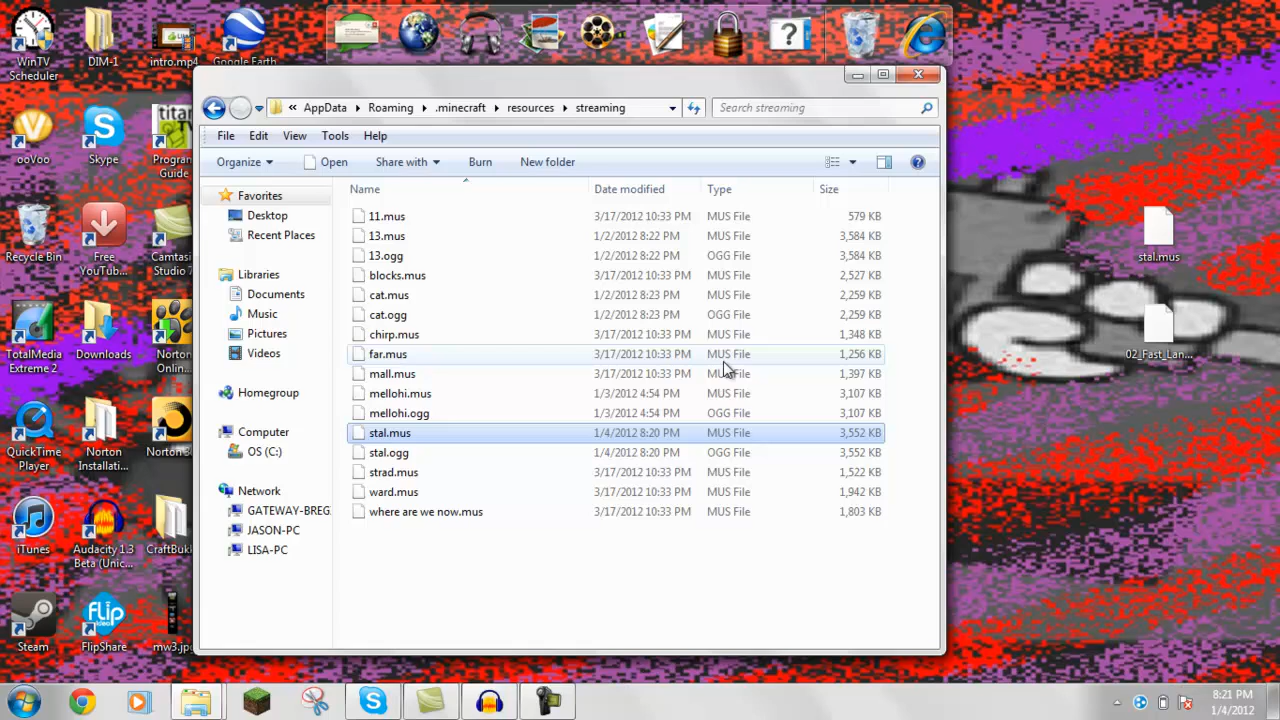 WinTV
Scheduler
DIM-1
intro.mp4
Google Earth
?
ooVoo
Skype
titan
Program
Guide
Recycle Bin
Free
YouTub...
Camtasia
Studio 7
TotalMedia
Extreme 2
Downloads
Norton
Onlin...
QuickTime
Player
Norton
Installati...
iTunes
Audacity 1.3
Beta (Unic...
Steam
FlipShare
« AppData ▸ Roaming ▸ .minecraft ▸ resources ▸ streaming
Search streaming
File Edit View Tools Help
Organize Open Share with Burn New folder
Favorites
Desktop
Recent Places
Libraries
Documents
Music
Pictures
Videos
Homegroup
Computer
OS (C:)
Network
JASON-PC
LISA-PC
Name Date modified Type Size
11.mus 3/17/2012 10:33 PM MUS File 579 KB
13.mus 1/2/2012 8:22 PM MUS File 3,584 KB
13.ogg 1/2/2012 8:22 PM OGG File 3,584 KB
blocks.mus 3/17/2012 10:33 PM MUS File 2,527 KB
cat.mus 1/2/2012 8:23 PM MUS File 2,259 KB
cat.ogg 1/2/2012 8:23 PM OGG File 2,259 KB
chirp.mus 3/17/2012 10:33 PM MUS File 1,348 KB
far.mus 3/17/2012 10:33 PM MUS File 1,256 KB
mall.mus 3/17/2012 10:33 PM MUS File 1,397 KB
mellohi.mus 1/3/2012 4:54 PM MUS File 3,107 KB
mellohi.ogg 1/3/2012 4:54 PM OGG File 3,107 KB
stal.mus 1/4/2012 8:20 PM MUS File 3,552 KB
stal.ogg 1/4/2012 8:20 PM OGG File 3,552 KB
strad.mus 3/17/2012 10:33 PM MUS File 1,522 KB
ward.mus 3/17/2012 10:33 PM MUS File 1,942 KB
where are we now.mus 3/17/2012 10:33 PM MUS File 1,803 KB
stal.mus
02_Fast_Lan...
8:21 PM
1/4/2012